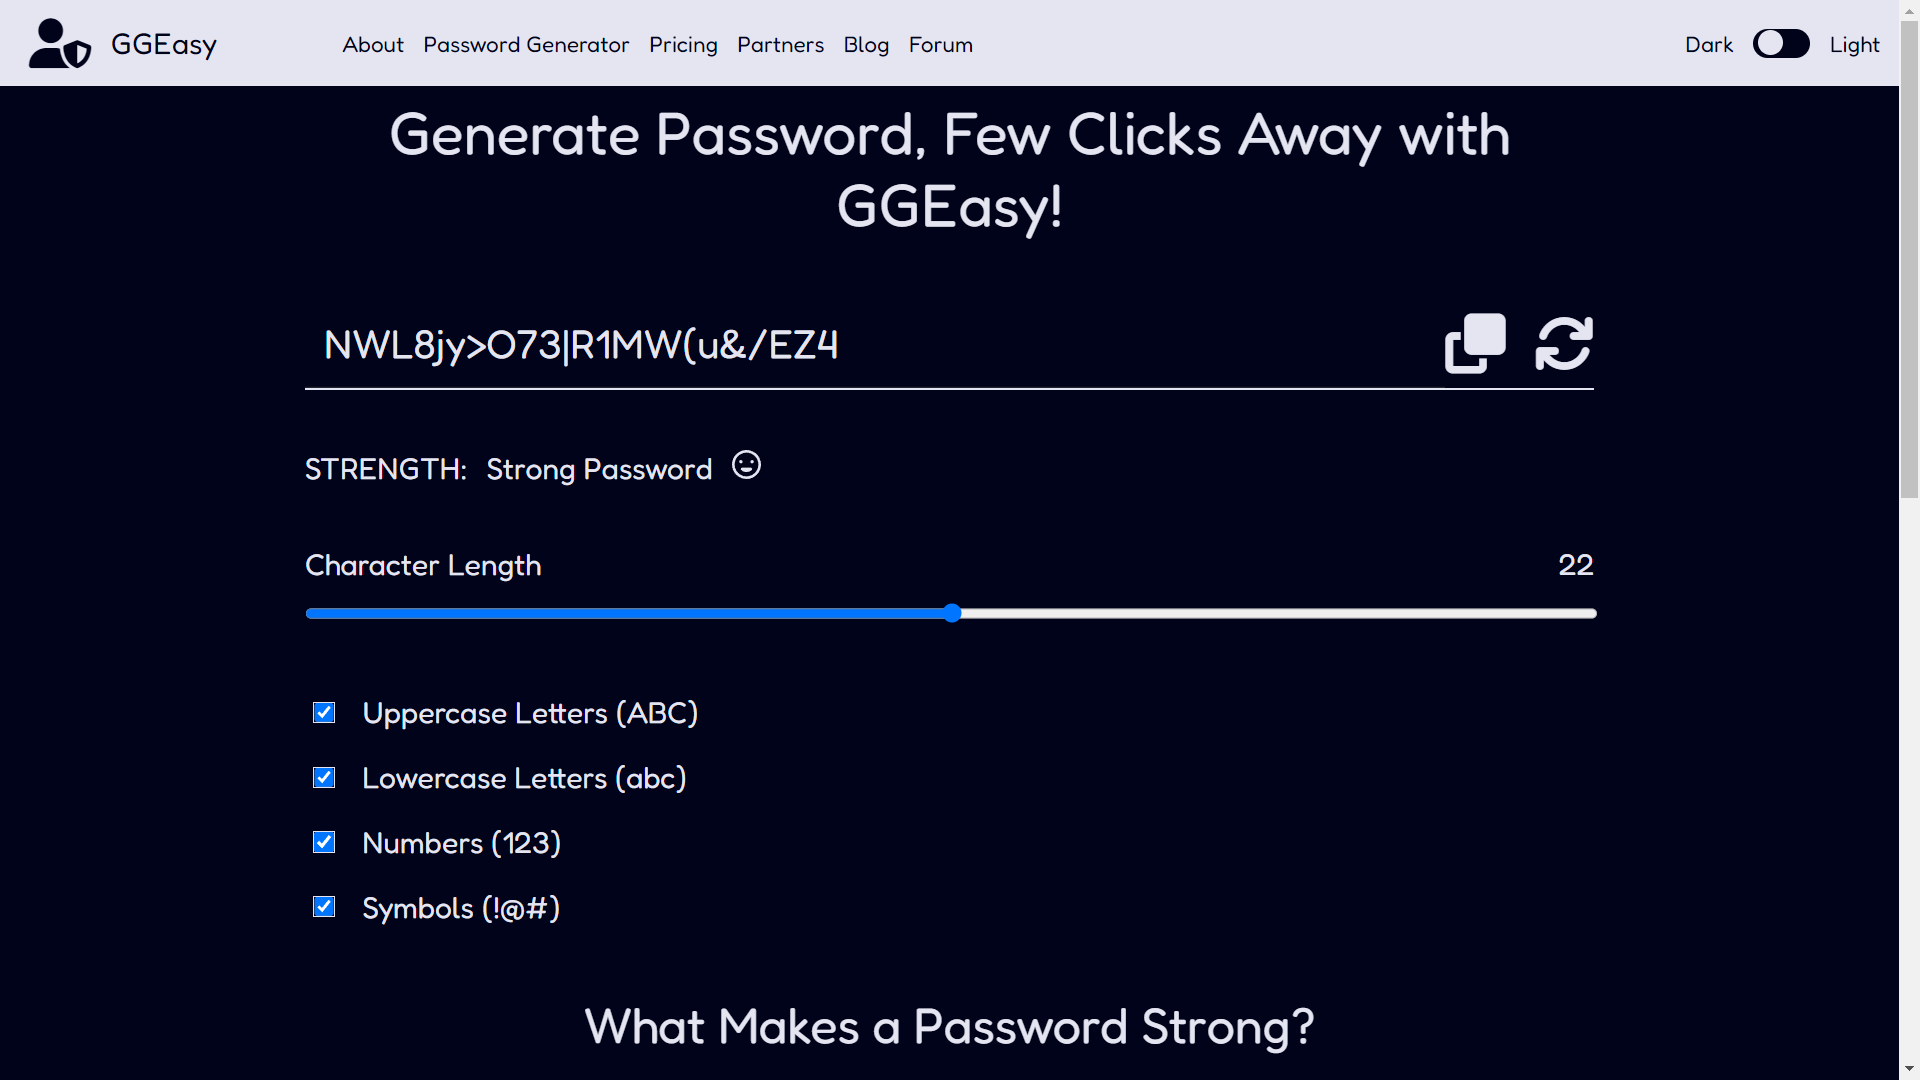 GGEasy
About Password Generator Pricing Partners Blog Forum
Dark Light
Generate Password, Few Clicks Away with
GGEasy!
NWL8jy>O73|R1MW(u&/EZ4
STRENGTH: Strong Password
Character Length 22
Uppercase Letters (ABC)
Lowercase Letters (abc)
Numbers (123)
Symbols (!@#)
What Makes a Password Strong?